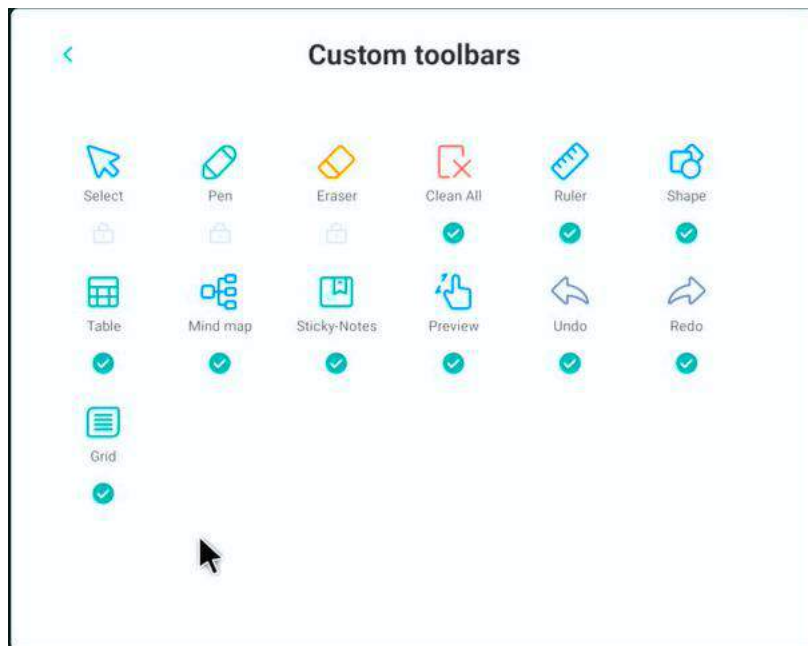 Custom toolbars
Select Pen Eraser Clean All Ruler Shape
Table Mind map Sticky-Notes Preview Undo Redo
Grid